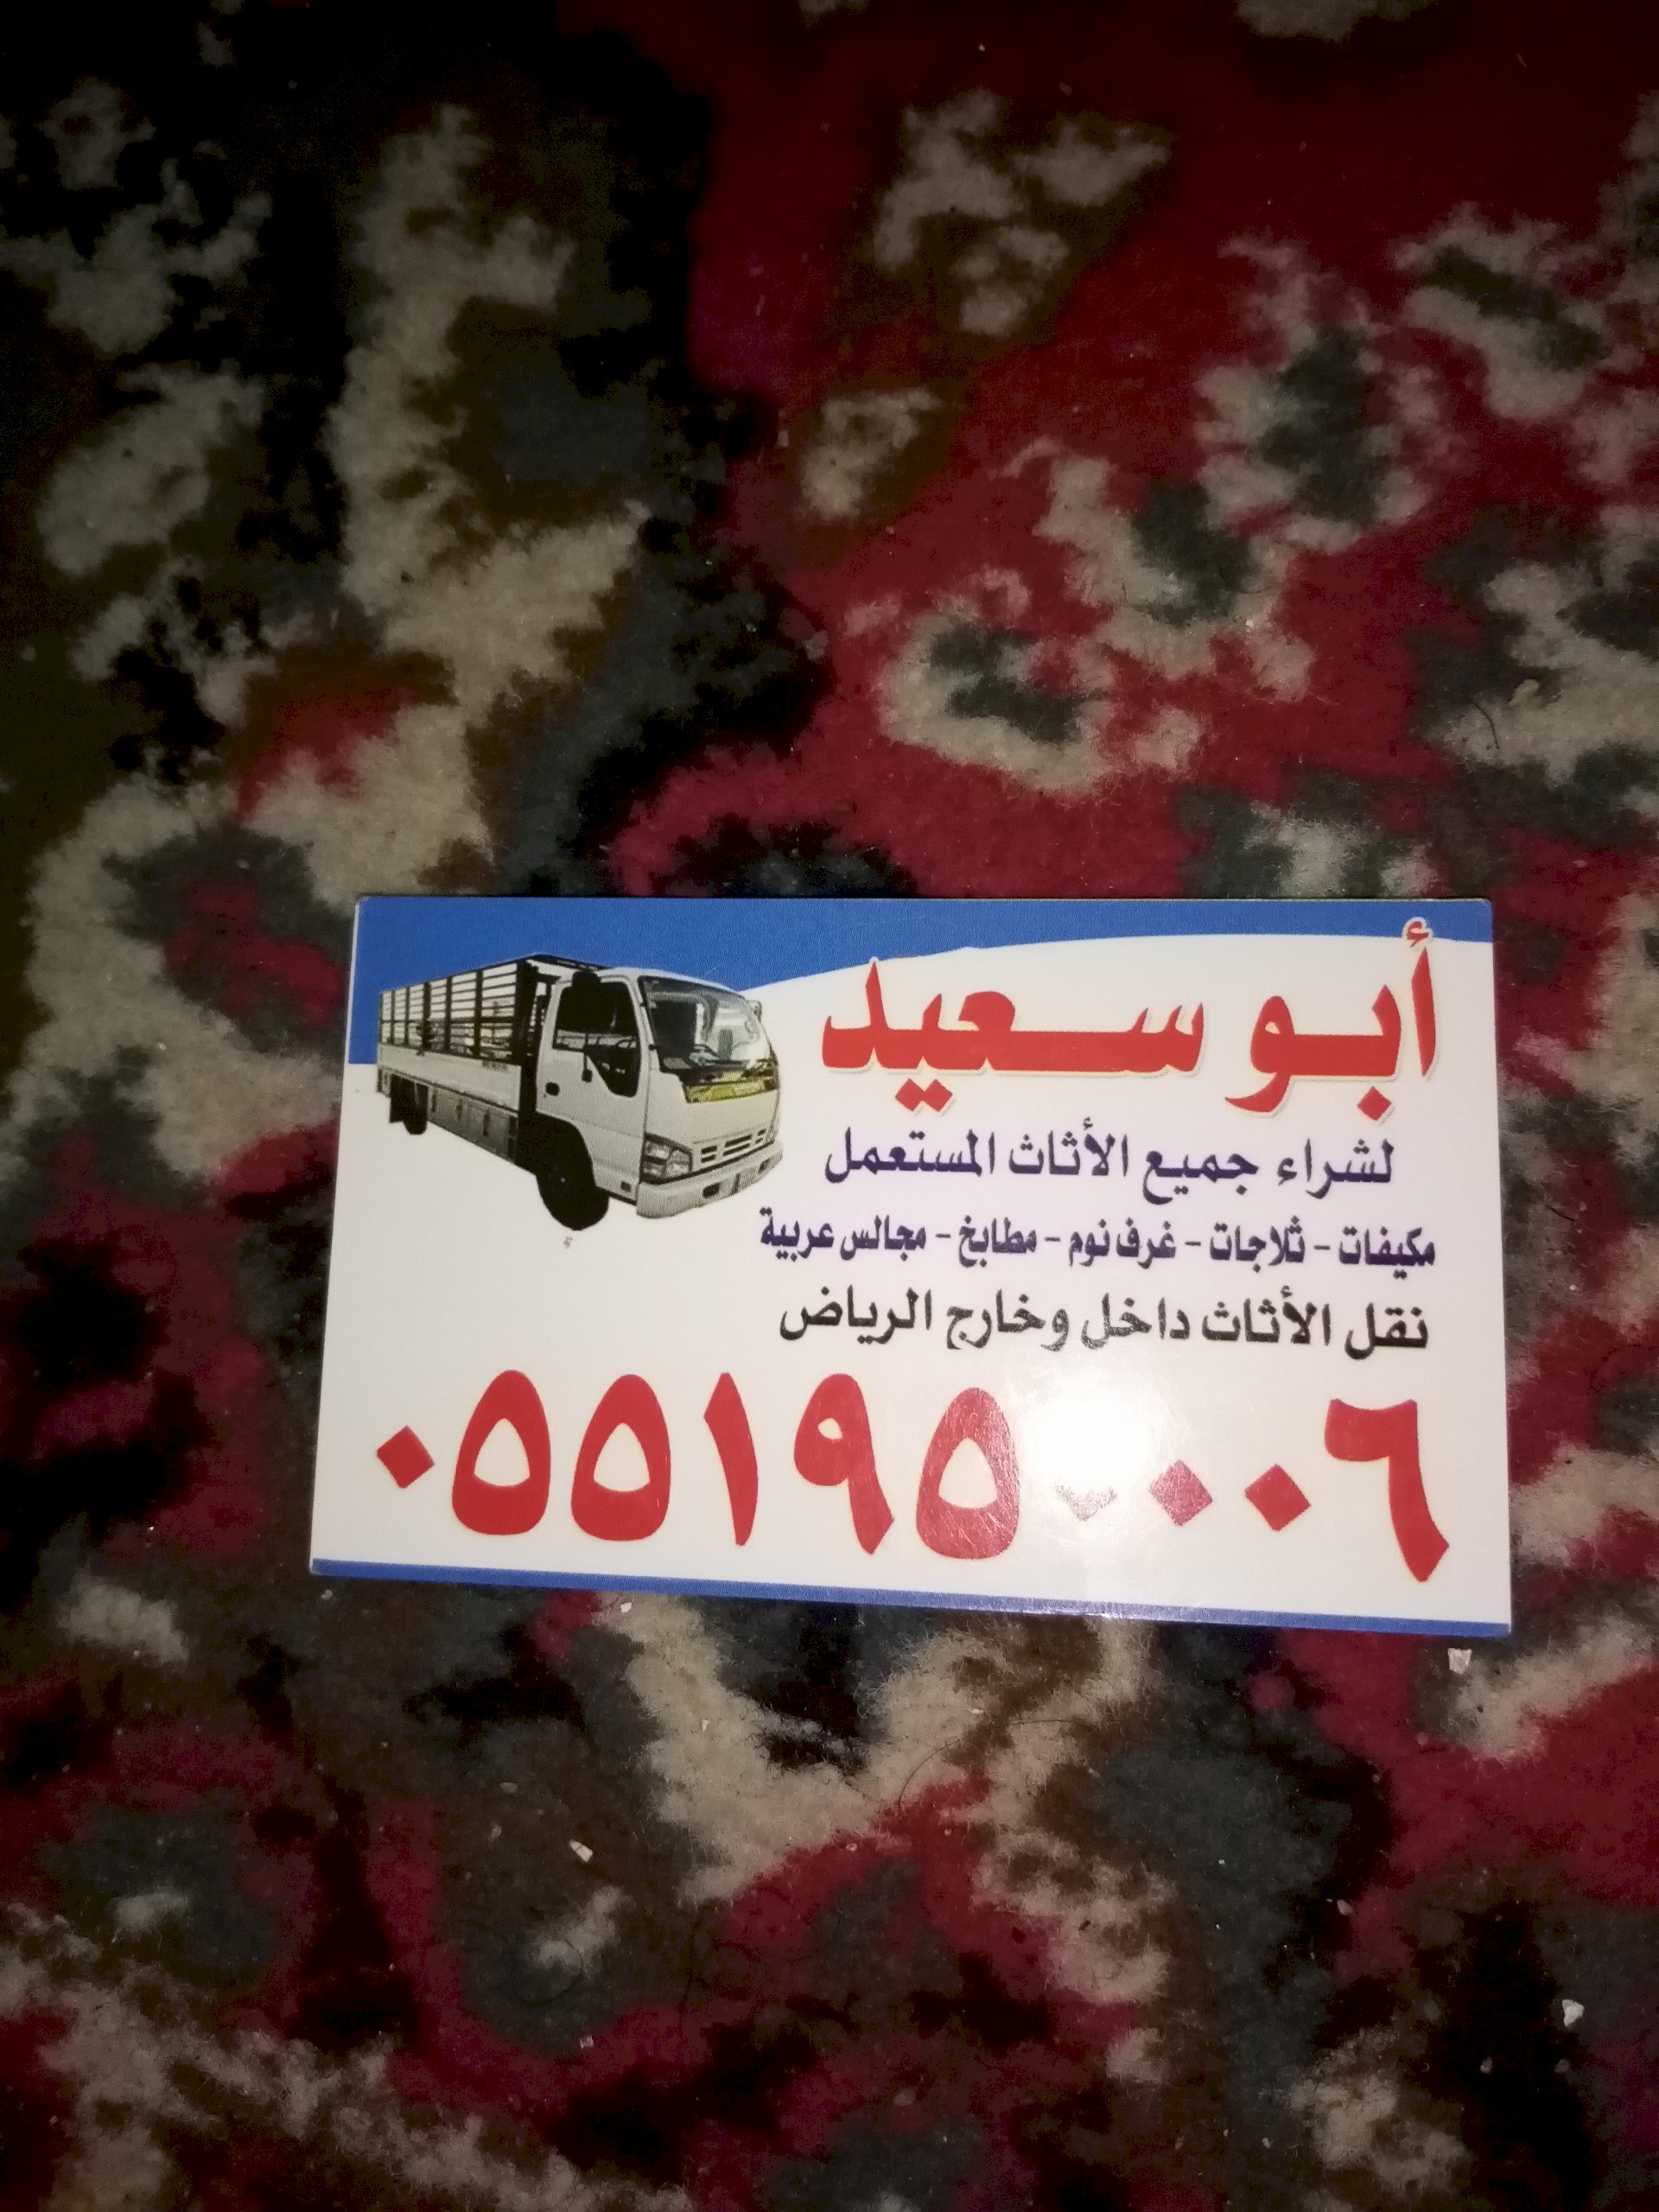 أبو سعيد
لشراء جميع الأثاث المستعمل
مكيفات - ثلاجات - غرف نوم - مطابخ - مجالس عربية
نقل الأثاث داخل وخارج الرياض
٠٥٥١٩٥٠٠٠٦